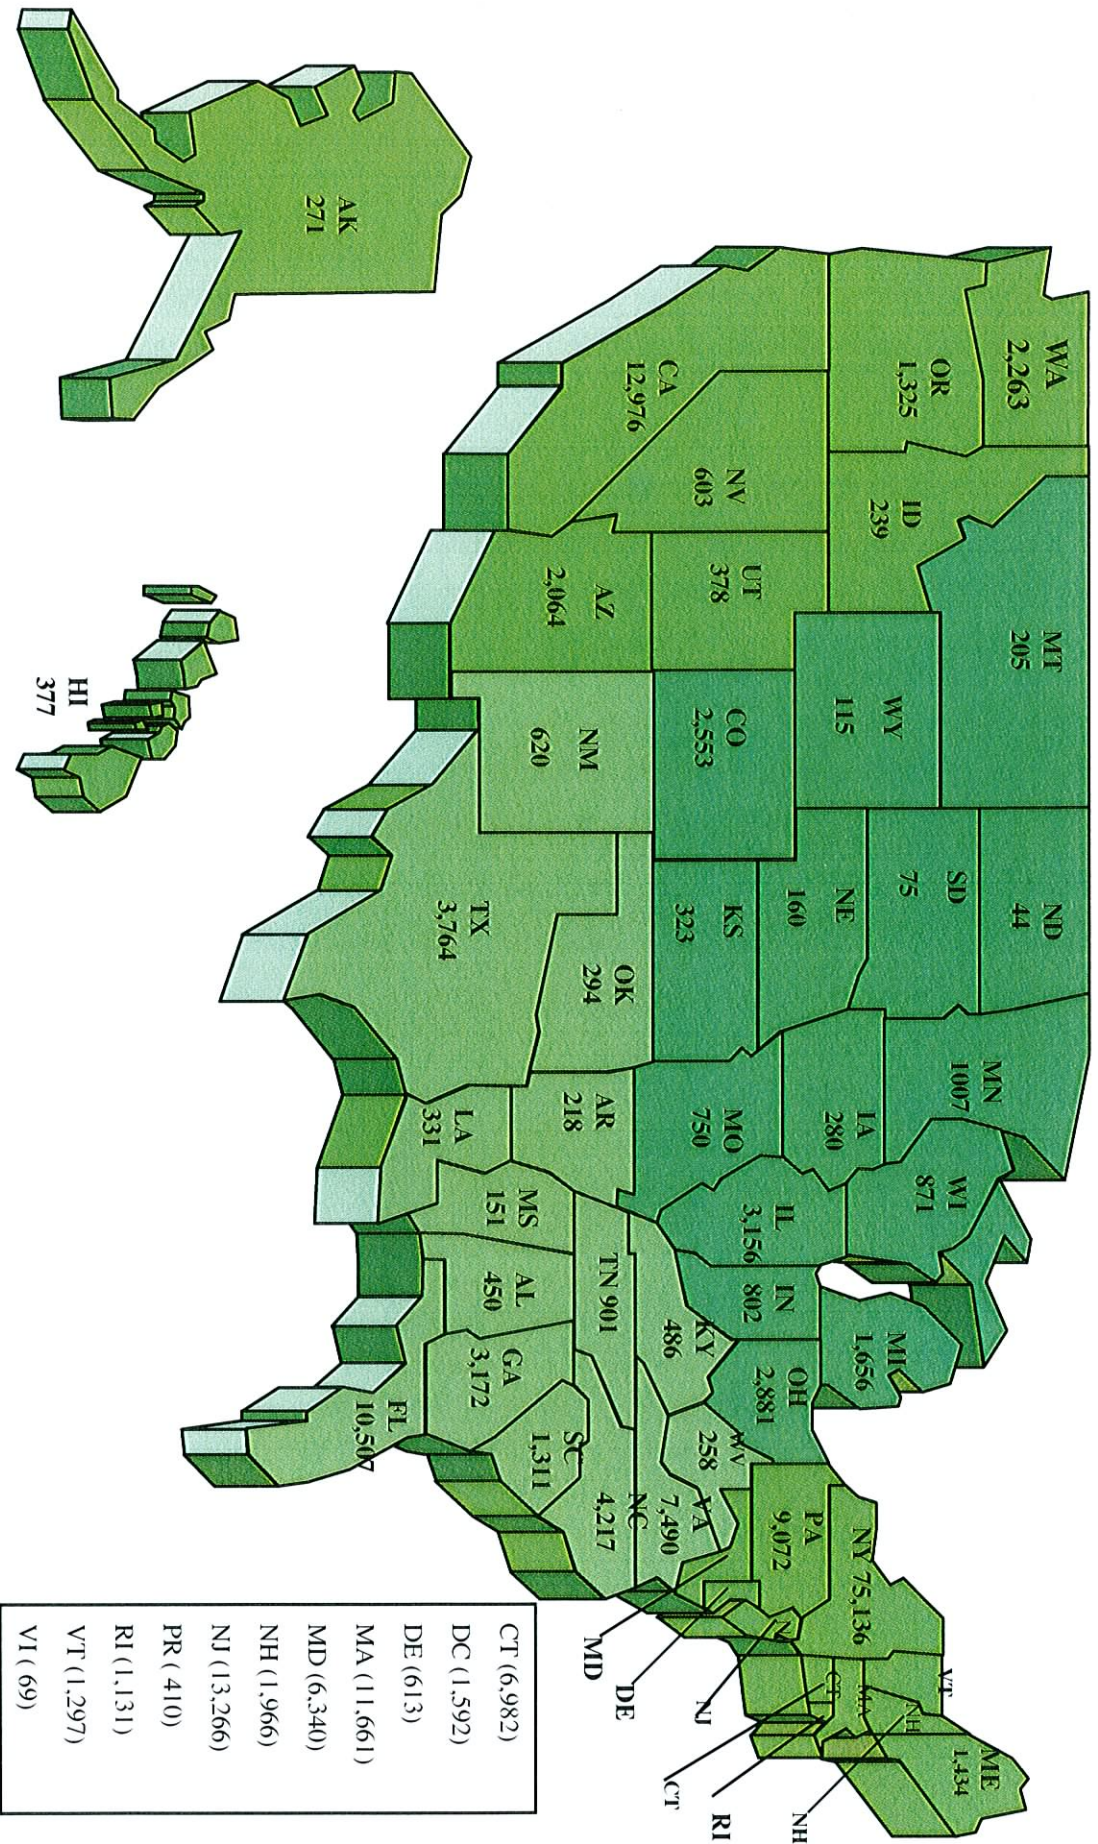 WA
2,263
OR
1,325
CA
12,976
NV
603
ID
239
MT
205
WY
115
UT
378
AZ
2,064
CO
2,553
NM
620
ND
44
SD
75
NE
160
KS
323
OK
294
TX
3,764
MN
1007
IA
280
MO
750
AR
218
LA
331
WI
871
IL
3,156
IN
802
MI
1,656
OH
2,881
KY
486
TN 901
MS
151
AL
450
GA
3,172
FL
10,507
SC
1,311
NC
4,217
VA
7,490
WV
258
PA
9,072
NY 75,136
VT
NH
ME
1,434
MA
CT
NJ
NH
RI
CT
NJ
DE
MD
AK
271
HI
377
CT (6,982)
DC (1,592)
DE (613)
MA (11,661)
MD (6,340)
NH (1,966)
NJ (13,266)
PR ( 410)
RI (1,131)
VT (1,297)
VI ( 69)